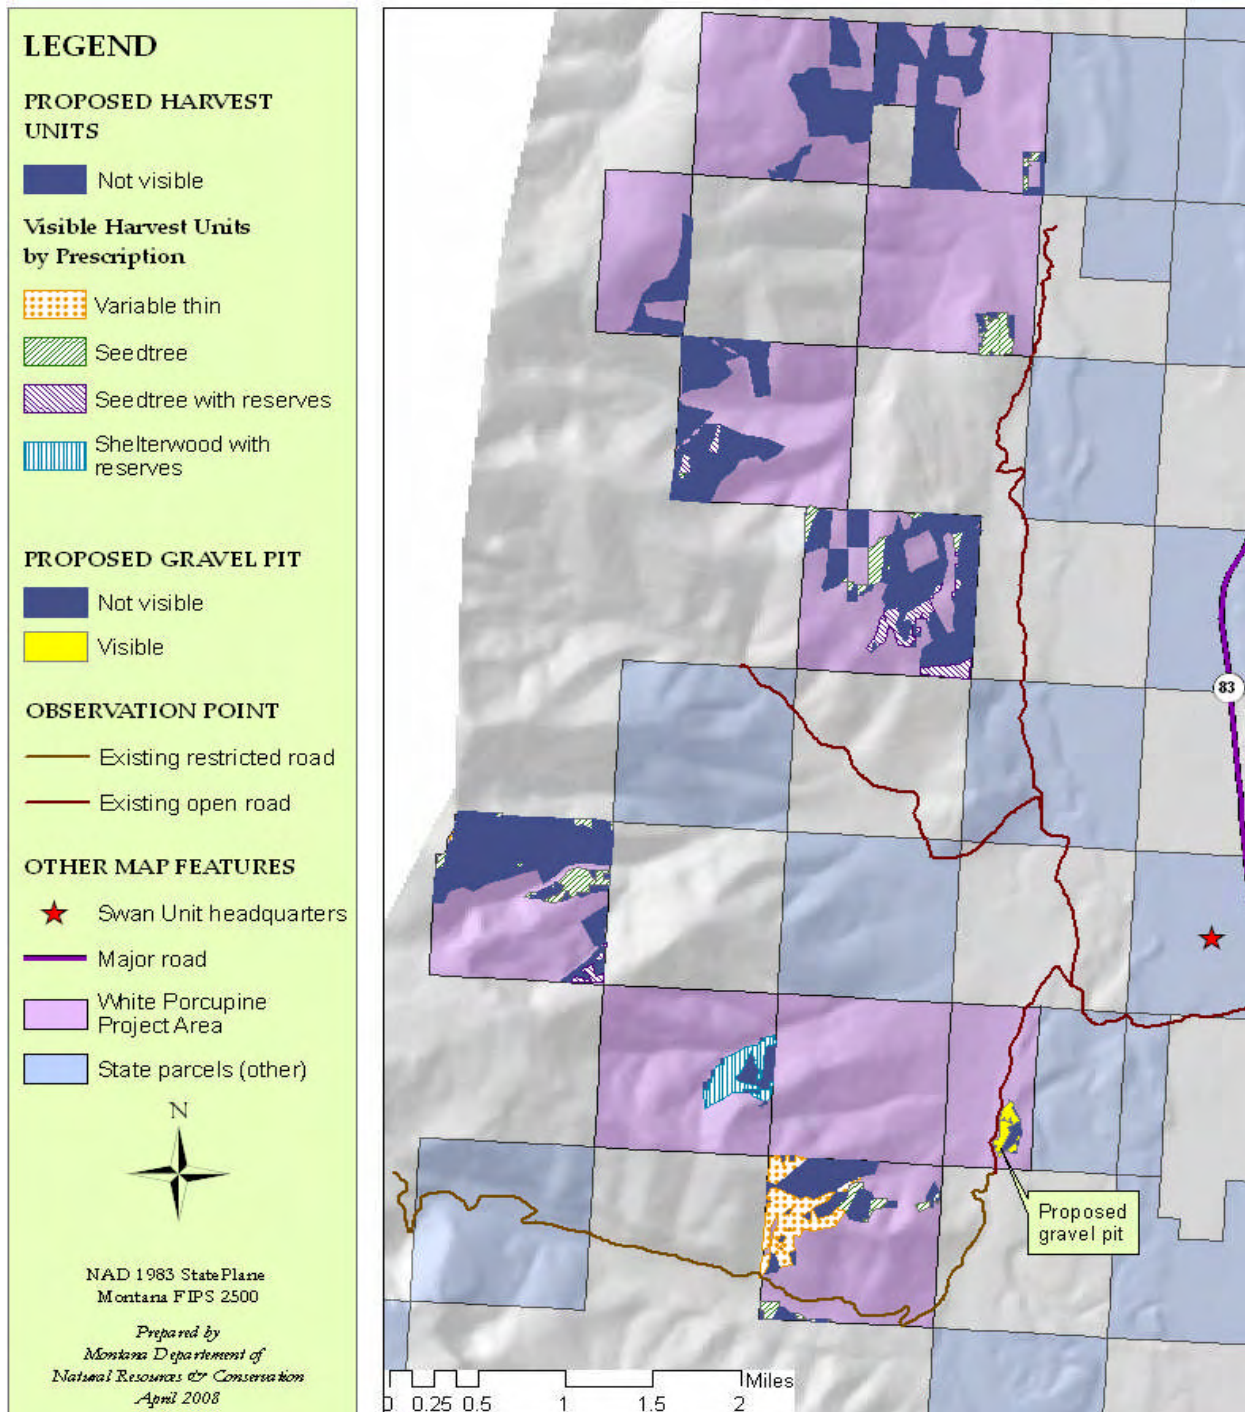 LEGEND
PROPOSED HARVEST
UNITS
Not visible
Visible Harvest Units
by Prescription
Variable thin
Seedtree
Seedtree with reserves
Shelterwood with
reserves
PROPOSED GRAVEL PIT
Not visible
Visible
OBSERVATION POINT
Existing restricted road
Existing open road
OTHER MAP FEATURES
Swan Unit headquarters
Major road
White Porcupine
Project Area
State parcels (other)
N
NAD 1983 StatePlane
Montana FIPS 2500
Prepared by
Montana Departement of
Natural Resources & Conservation
April 2008
83
Proposed
gravel pit
Miles
0 0.25 0.5 1 1.5 2